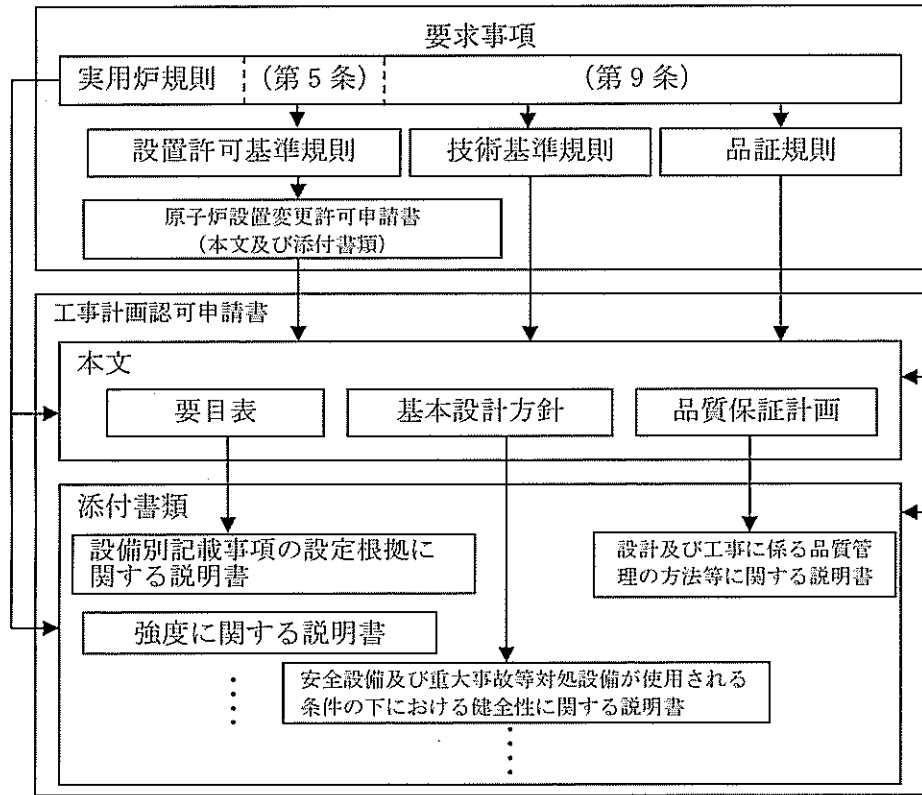 要求事項
実用炉規則 (第5条) (第9条)
設置許可基準規則 技術基準規則 品証規則
原子炉設置変更許可申請書
(本文及び添付書類)
工事計画認可申請書
本文
要目表 基本設計方針 品質保証計画
添付書類
設備別記載事項の設定根拠に
関する説明書
設計及び工事に係る品質管
理の方法等に関する説明書
強度に関する説明書
安全設備及び重大事故等対処設備が使用される
条件の下における健全性に関する説明書